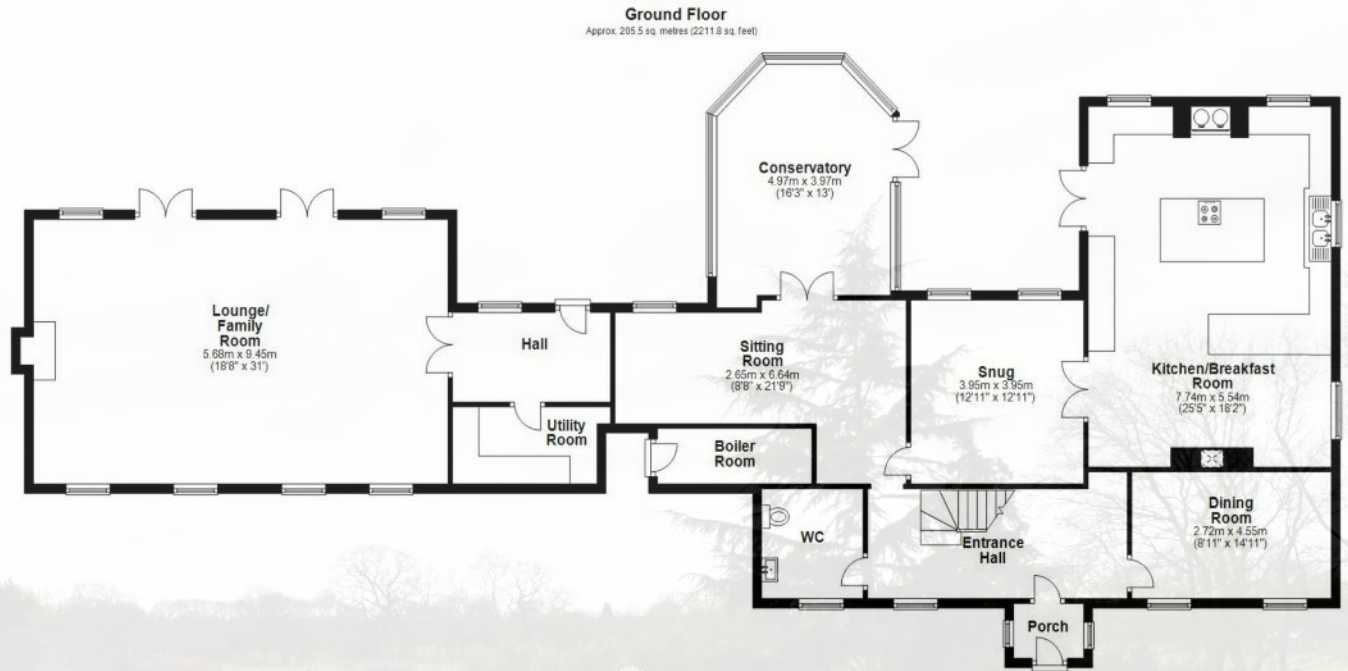 Ground Floor
Approx. 205.5 sq. metres (2211.8 sq. feet)
Conservatory
4.97m x 3.97m
(16'3" x 13')
Lounge/
Family
Room
5.68m x 9.45m
(18'8" x 31')
Hall
Sitting
Room
2.65m x 6.64m
(8'8" x 21'9")
Snug
3.95m x 3.95m
(12'11" x 12'11")
Kitchen/Breakfast
Room
7.74m x 5.54m
(25'5" x 18'2")
Utility
Room
Boiler
Room
WC
Entrance
Hall
Dining
Room
2.72m x 4.55m
(8'11" x 14'11")
Porch